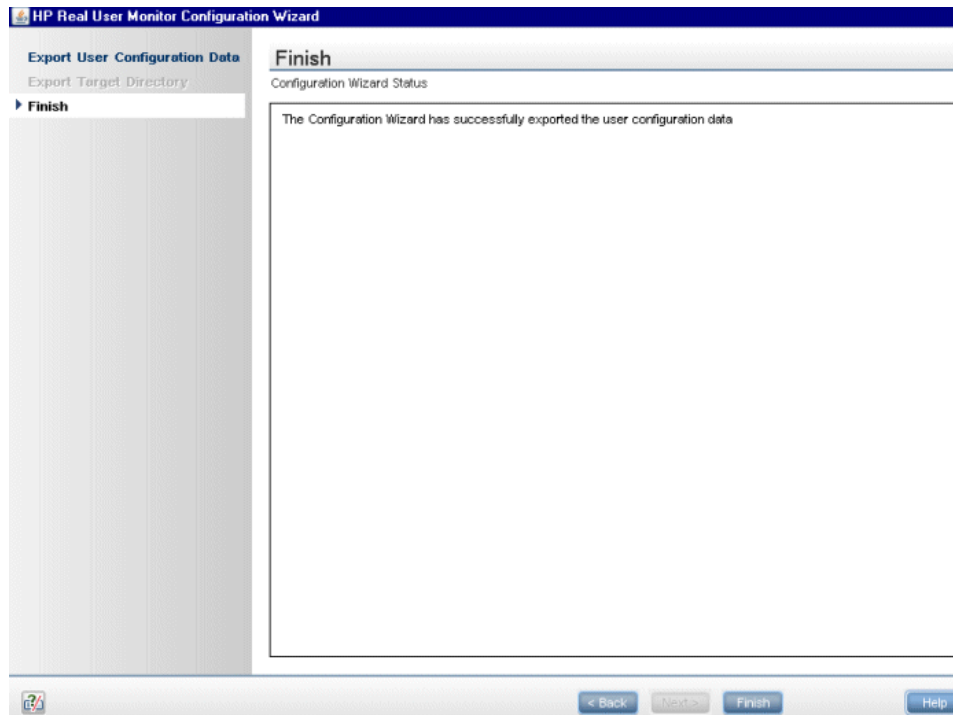 HP Real User Monitor Configuration Wizard
Export User Configuration Data
Export Target Directory
Finish
Finish
Configuration Wizard Status
The Configuration Wizard has successfully exported the user configuration data
< Back
Next >
Finish
Help